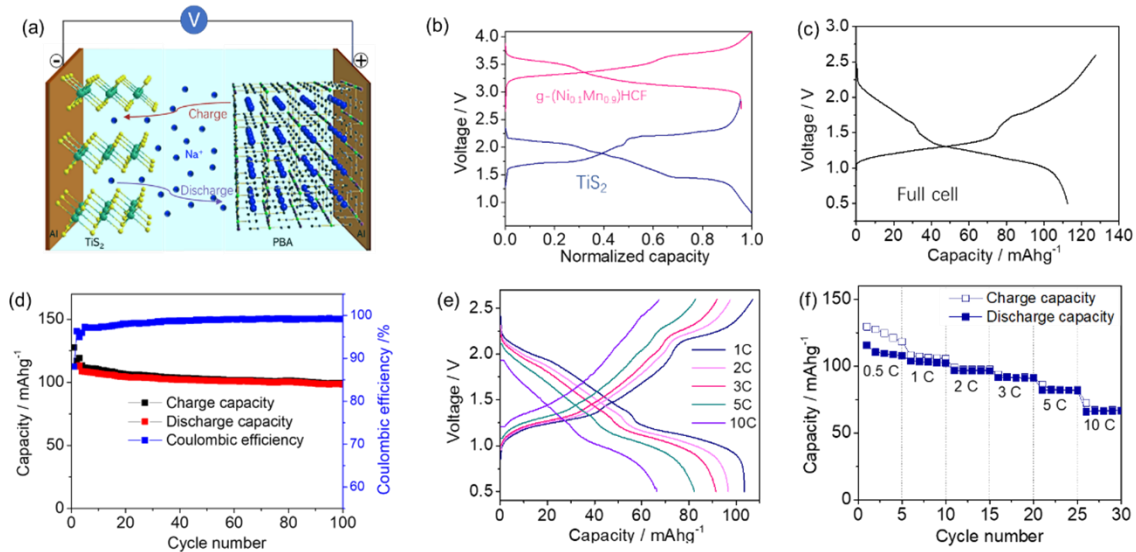 (a)
V
-
+
Charge
Na⁺
Discharge
Al
TiS₂
PBA
Al
(b)
Voltage / V
4.0
3.5
3.0
2.5
2.0
1.5
1.0
g-(Ni₀.₁Mn₀.₉)HCF
TiS₂
0.0 0.2 0.4 0.6 0.8 1.0
Normalized capacity
(c)
Voltage / V
3.0
2.5
2.0
1.5
1.0
0.5
Full cell
0 20 40 60 80 100 120 140
Capacity / mAhg⁻¹
(d)
Capacity / mAhg⁻¹
150
100
50
0
Charge capacity
Discharge capacity
Coulombic efficiency
100
90
80
70
60
Coulombic efficiency /%
0 20 40 60 80 100
Cycle number
(e)
Voltage / V
2.5
2.0
1.5
1.0
0.5
1C
2C
3C
5C
10C
0 20 40 60 80 100
Capacity / mAhg⁻¹
(f)
Capacity / mAhg⁻¹
150
100
50
0
Charge capacity
Discharge capacity
0.5 C
1 C
2 C
3 C
5 C
10 C
0 5 10 15 20 25 30
Cycle number